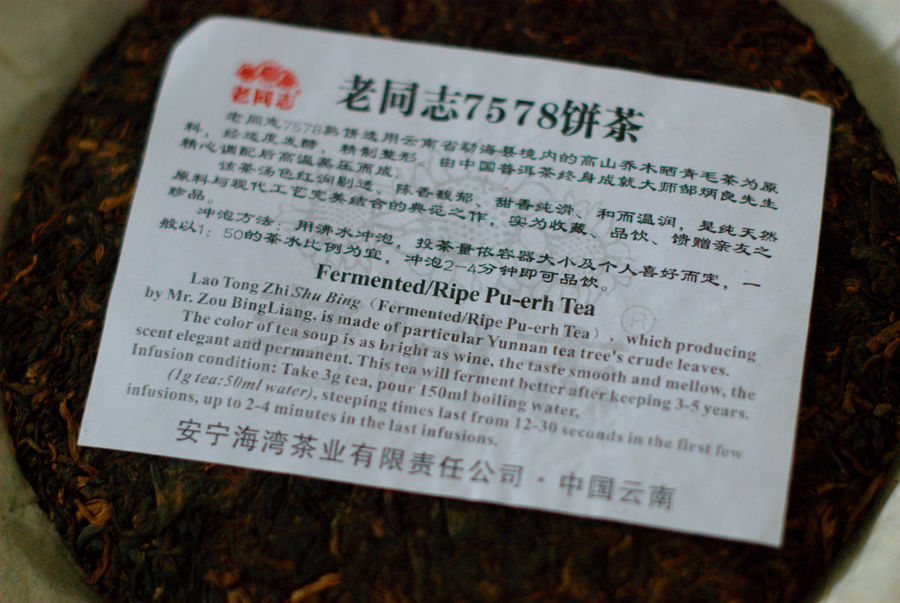 老同志
老同志7578饼茶
老同志7578熟饼选用云南省勐海县境内的高山乔木晒青毛茶为原
料，经适度发酵，精制整形。由中国普洱茶终身成就大师邹炳良先生
精心调配后高温蒸压而成。
该茶汤色红润剔透、陈香馥郁、甜香纯滑、和而温润，是纯天然
原料与现代工艺完美结合的典范之作，实为收藏、品饮、馈赠亲友之
珍品。
冲泡方法：用沸水冲泡，投茶量依容器大小及个人喜好而定，一
般以1：50的茶水比例为宜，冲泡2-4分钟即可品饮。
Fermented/Ripe Pu-erh Tea
Lao Tong Zhi Shu Bing（Fermented/Ripe Pu-erh Tea），which producing
by Mr. Zou BingLiang, is made of particular Yunnan tea tree's crude leaves.
The color of tea soup is as bright as wine, the taste smooth and mellow, the
scent elegant and permanent. This tea will ferment better after keeping 3-5 years.
Infusion condition: Take 3g tea, pour 150ml boiling water,
(1g tea:50ml water), steeping times last from 12-30 seconds in the first few
infusions, up to 2-4 minutes in the last infusions.
安宁海湾茶业有限责任公司·中国云南